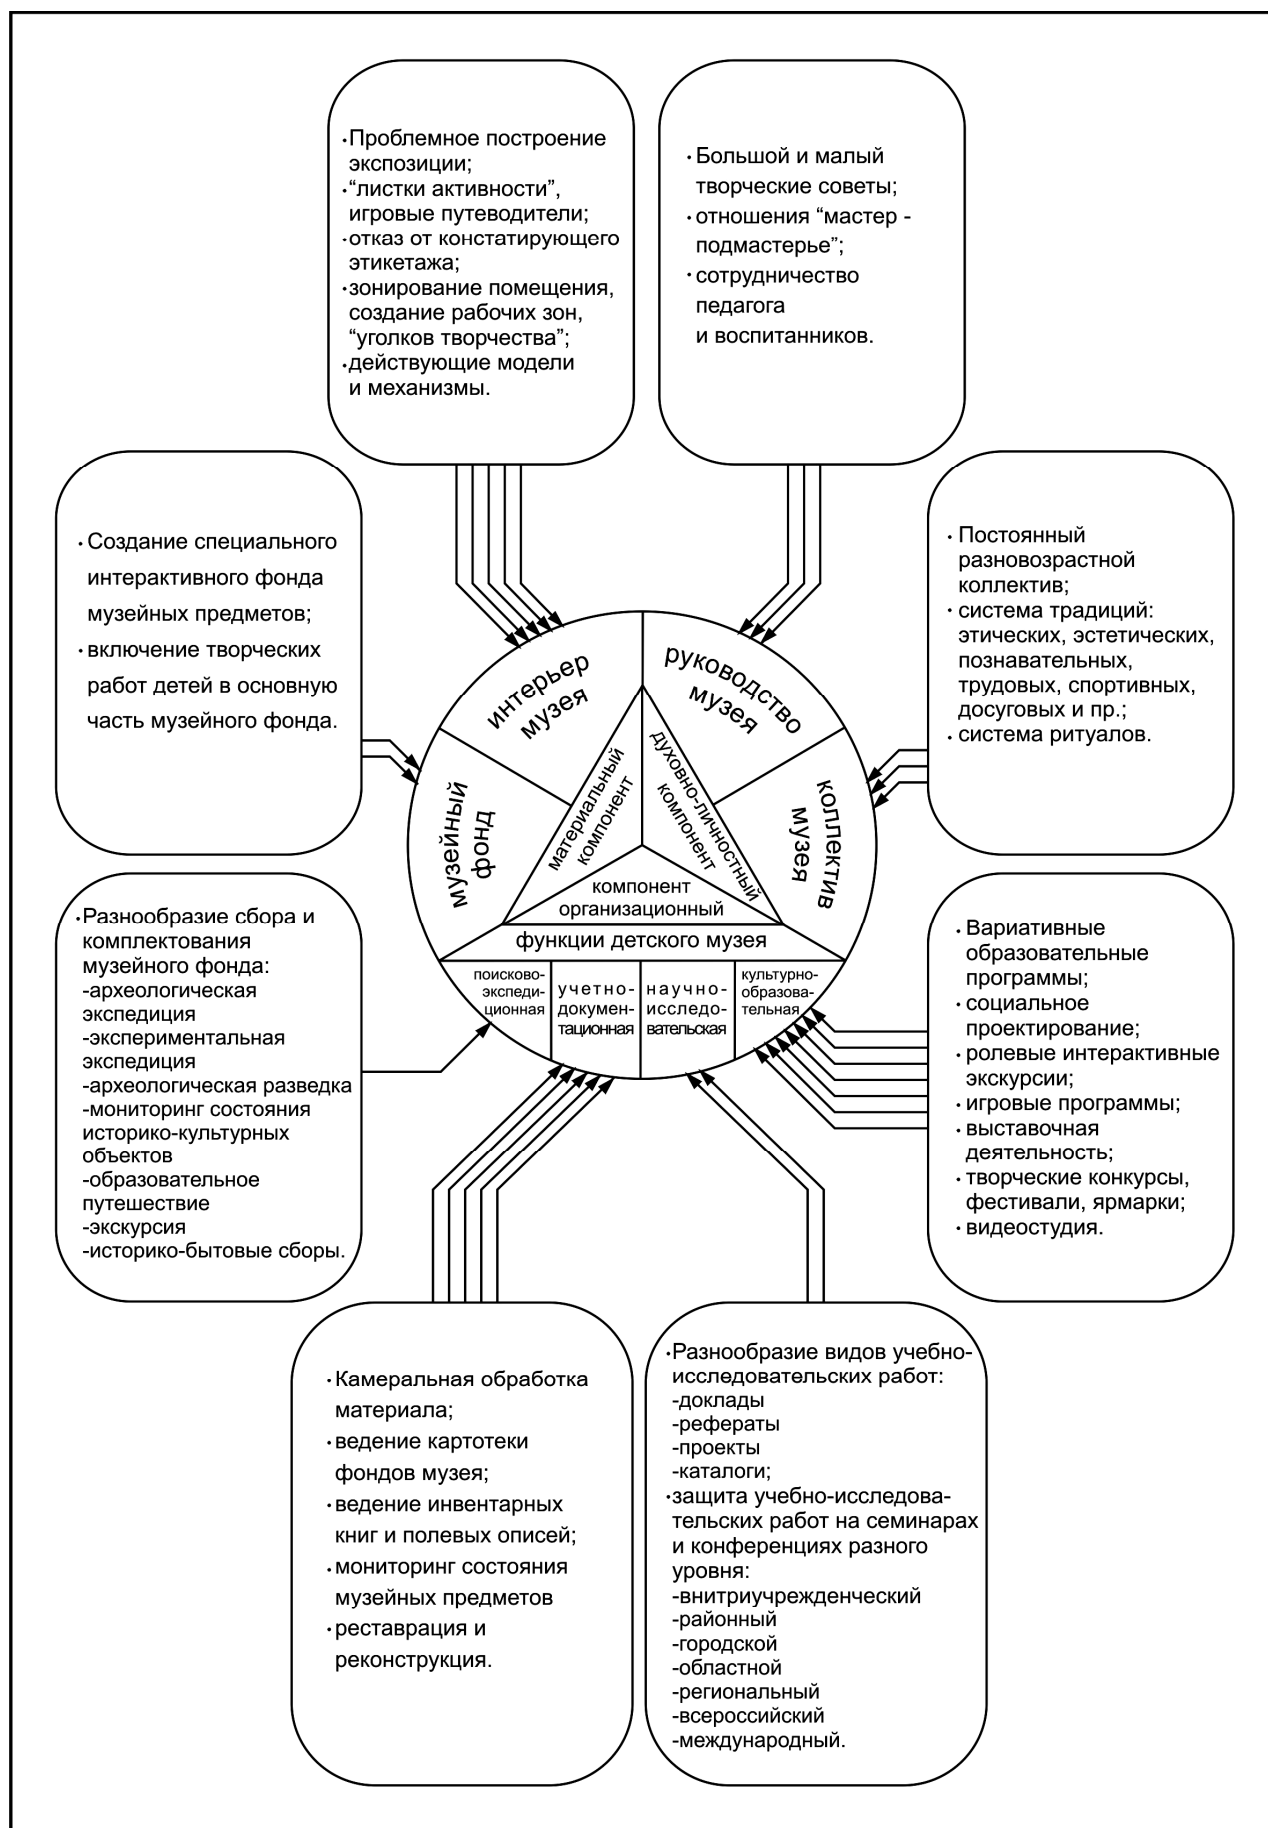 ·Проблемное построение
экспозиции;
·“листки активности”,
игровые путеводители;
·отказ от констатирующего
этикетажа;
·зонирование помещения,
создание рабочих зон,
“уголков творчества”;
·действующие модели
и механизмы.
· Большой и малый
творческие советы;
· отношения “мастер -
подмастерье”;
· сотрудничество
педагога
и воспитанников.
· Создание специального
интерактивного фонда
музейных предметов;
· включение творческих
работ детей в основную
часть музейного фонда.
· Постоянный
разновозрастной
коллектив;
· система традиций:
этических, эстетических,
познавательных,
трудовых, спортивных,
досуговых и пр.;
· система ритуалов.
интерьер
музея
руководство
музея
музейный
фонд
коллектив
музея
материальный
компонент
духовно-личностный
компонент
компонент
организационный
функции детского музея
поисково-
экспеди-
ционная
учетно-
докумен-
тационная
научно-
исследо-
вательская
культурно-
образова-
тельная
·Разнообразие сбора и
комплектования
музейного фонда:
-археологическая
экспедиция
-экспериментальная
экспедиция
-археологическая разведка
-мониторинг состояния
историко-культурных
объектов
-образовательное
путешествие
-экскурсия
-историко-бытовые сборы.
· Вариативные
образовательные
программы;
· социальное
проектирование;
· ролевые интерактивные
экскурсии;
· игровые программы;
· выставочная
деятельность;
· творческие конкурсы,
фестивали, ярмарки;
· видеостудия.
· Камеральная обработка
материала;
· ведение картотеки
фондов музея;
· ведение инвентарных
книг и полевых описей;
· мониторинг состояния
музейных предметов
· реставрация и
реконструкция.
·Разнообразие видов учебно-
исследовательских работ:
-доклады
-рефераты
-проекты
-каталоги;
·защита учебно-исследова-
тельских работ на семинарах
и конференциях разного
уровня:
-внитриучрежденческий
-районный
-городской
-областной
-региональный
-всероссийский
-международный.